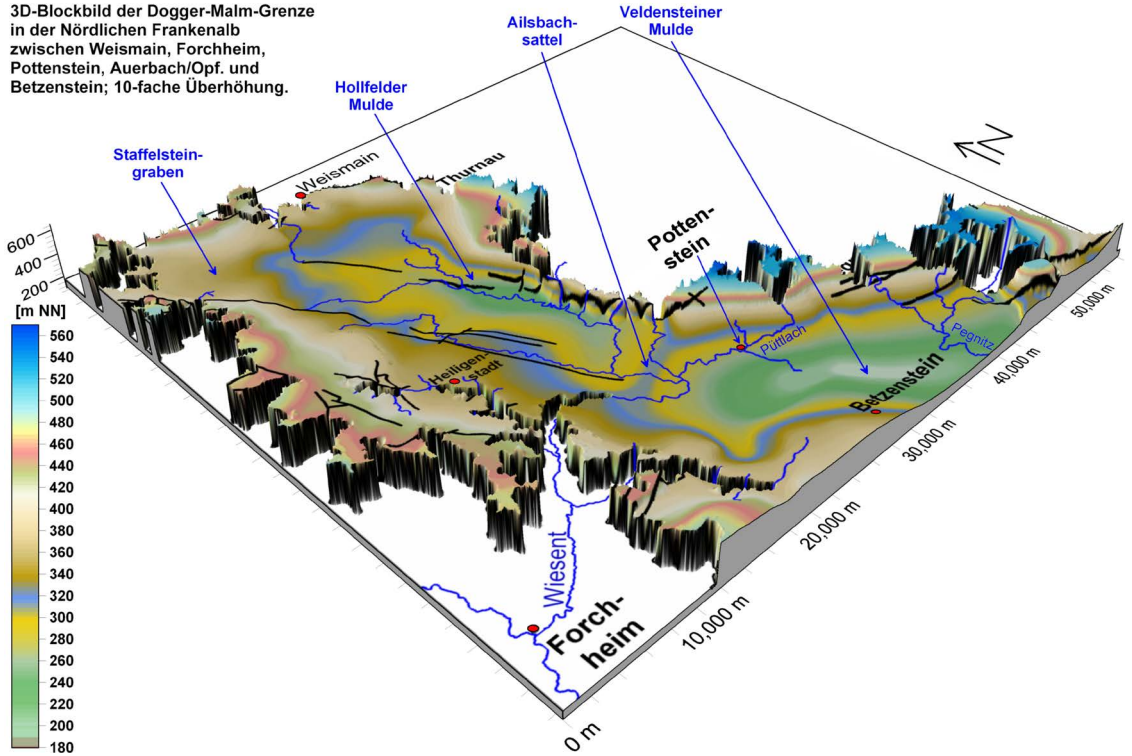 3D-Blockbild der Dogger-Malm-Grenze
in der Nördlichen Frankenalb
zwischen Weismain, Forchheim,
Pottenstein, Auerbach/Opf. und
Betzenstein; 10-fache Überhöhung.
Ailsbach-
sattel
Veldensteiner
Mulde
Hollfelder
Mulde
Staffelstein-
graben
N
Weismain
Thurnau
Potten-
stein
600
400
200
[m NN]
560
540
520
500
480
460
440
420
400
380
360
340
320
300
280
260
240
220
200
180
Püttlach
Pegnitz
Heiligen-
stadt
Betzenstein
Wiesent
Forch-
heim
0 m
10,000 m
20,000 m
30,000 m
40,000 m
50,000 m